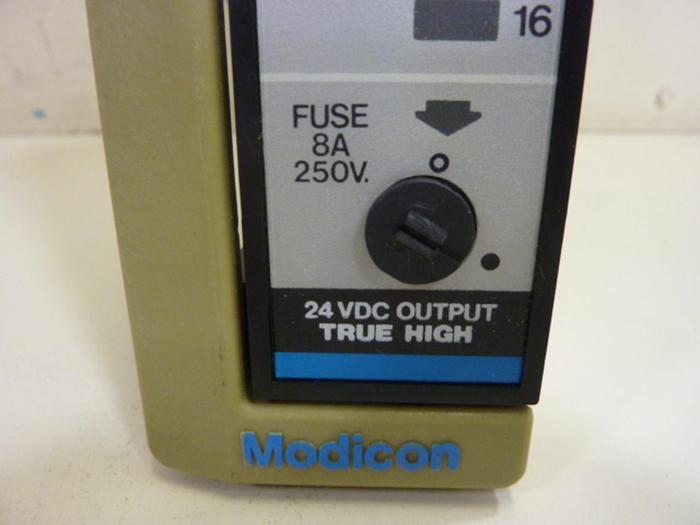 16
FUSE
8A
250V.
24 VDC OUTPUT
TRUE HIGH
Modicon